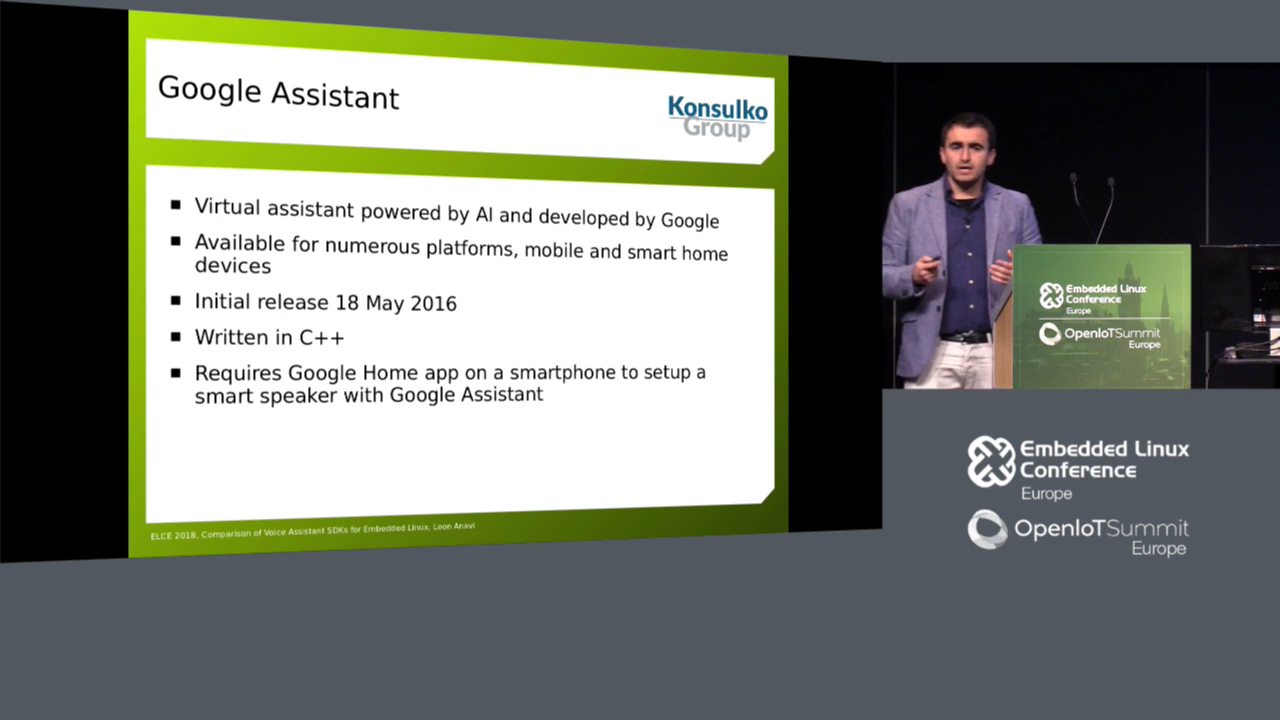 Google Assistant
Konsulko
Group
Virtual assistant powered by AI and developed by Google
Available for numerous platforms, mobile and smart home
devices
Initial release 18 May 2016
Written in C++
Requires Google Home app on a smartphone to setup a
smart speaker with Google Assistant
ELCE 2018, Comparison of Voice Assistant SDKs for Embedded Linux, Leon Anavi
Embedded Linux
Conference
Europe
OpenIoTSummit
Europe
Embedded Linux
Conference
Europe
OpenIoTSummit
Europe